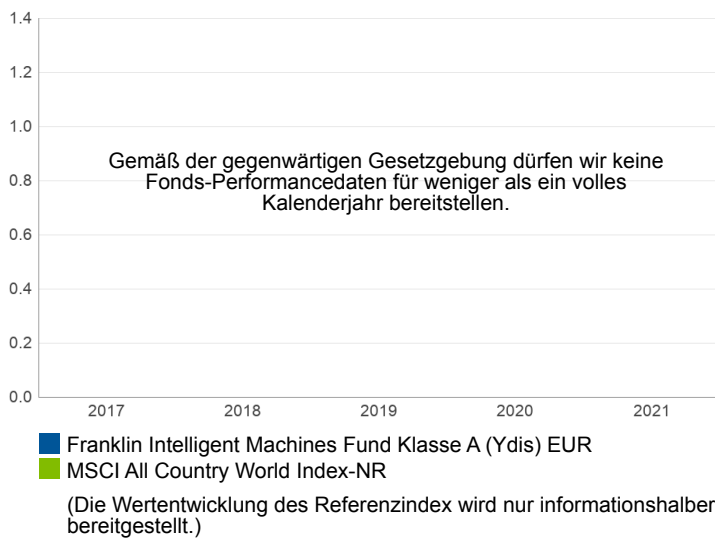 1.4
1.2
1.0
Gemäß der gegenwärtigen Gesetzgebung dürfen wir keine
0.8
Fonds-Performancedaten für weniger als ein volles
Kalenderjahr bereitstellen.
0.6
0.4
0.2
0.0
2017 2018 2019 2020 2021
Franklin Intelligent Machines Fund Klasse A (Ydis) EUR
MSCI All Country World Index-NR
(Die Wertentwicklung des Referenzindex wird nur informationshalber
bereitgestellt.)